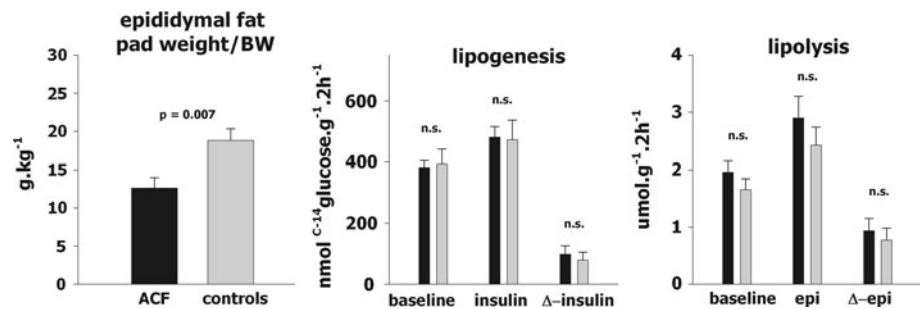 epididymal fat
pad weight/BW
30
25
20
15
10
5
0
g.kg⁻¹
p = 0.007
ACF controls
lipogenesis
600
400
200
0
nmol C-14glucose.g⁻¹.2h⁻¹
n.s.
n.s.
n.s.
baseline insulin Δ–insulin
lipolysis
4
3
2
1
0
umol.g⁻¹.2h⁻¹
n.s.
n.s.
n.s.
baseline epi Δ–epi